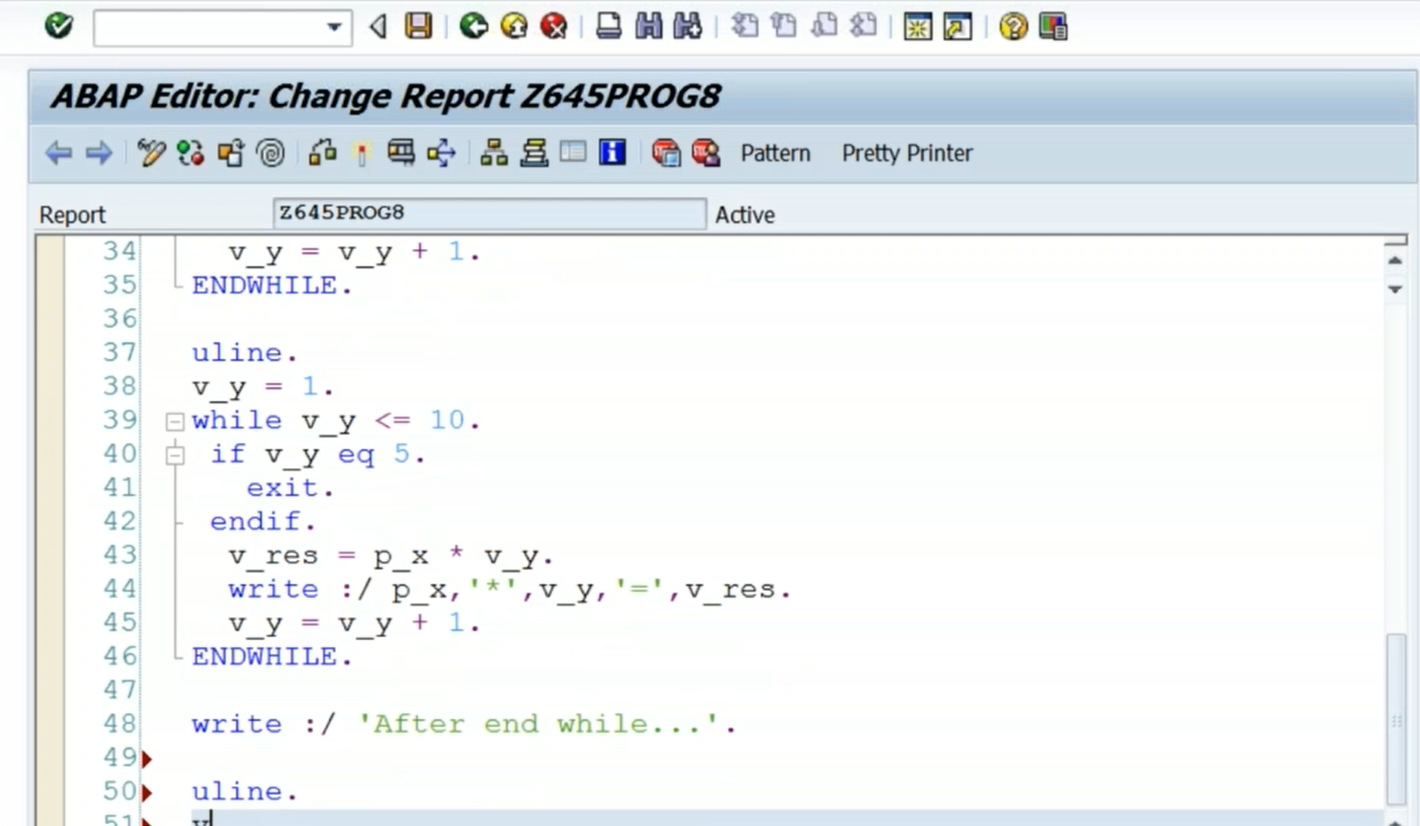 ABAP Editor: Change Report Z645PROG8
Pattern Pretty Printer
Report Z645PROG8 Active
34 v_y = v_y + 1.
35 ENDWHILE.
36
37 uline.
38 v_y = 1.
39 while v_y <= 10.
40 if v_y eq 5.
41 exit.
42 endif.
43 v_res = p_x * v_y.
44 write :/ p_x,'*',v_y,'=',v_res.
45 v_y = v_y + 1.
46 ENDWHILE.
47
48 write :/ 'After end while...'.
49
50 uline.
51 v